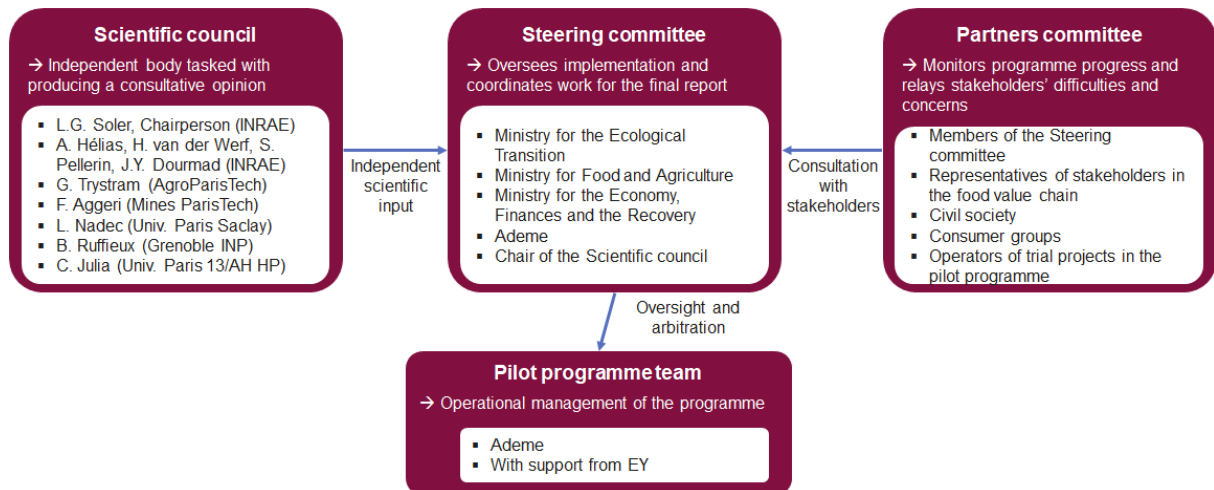 Scientific council
→ Independent body tasked with
producing a consultative opinion
▪ L.G. Soler, Chairperson (INRAE)
▪ A. Hélias, H. van der Werf, S.
Pellerin, J.Y. Dourmad (INRAE)
▪ G. Trystram (AgroParisTech)
▪ F. Aggeri (Mines ParisTech)
▪ L. Nadec (Univ. Paris Saclay)
▪ B. Ruffieux (Grenoble INP)
▪ C. Julia (Univ. Paris 13/AH HP)
Independent
scientific
input
Steering committee
→ Oversees implementation and
coordinates work for the final report
▪ Ministry for the Ecological
Transition
▪ Ministry for Food and Agriculture
▪ Ministry for the Economy,
Finances and the Recovery
▪ Ademe
▪ Chair of the Scientific council
Consultation
with
stakeholders
Partners committee
→ Monitors programme progress and
relays stakeholders' difficulties and
concerns
▪ Members of the Steering
committee
▪ Representatives of stakeholders in
the food value chain
▪ Civil society
▪ Consumer groups
▪ Operators of trial projects in the
pilot programme
Oversight and
arbitration
Pilot programme team
→ Operational management of the programme
▪ Ademe
▪ With support from EY